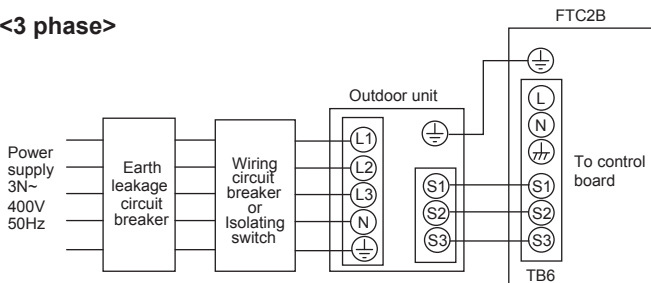 <3 phase>
FTC2B
Outdoor unit
Power
supply
3N~
400V
50Hz
Earth
leakage
circuit
breaker
Wiring
circuit
breaker
or
Isolating
switch
L1
L2
L3
N
S1
S2
S3
L
N
S1
S2
S3
To control
board
TB6